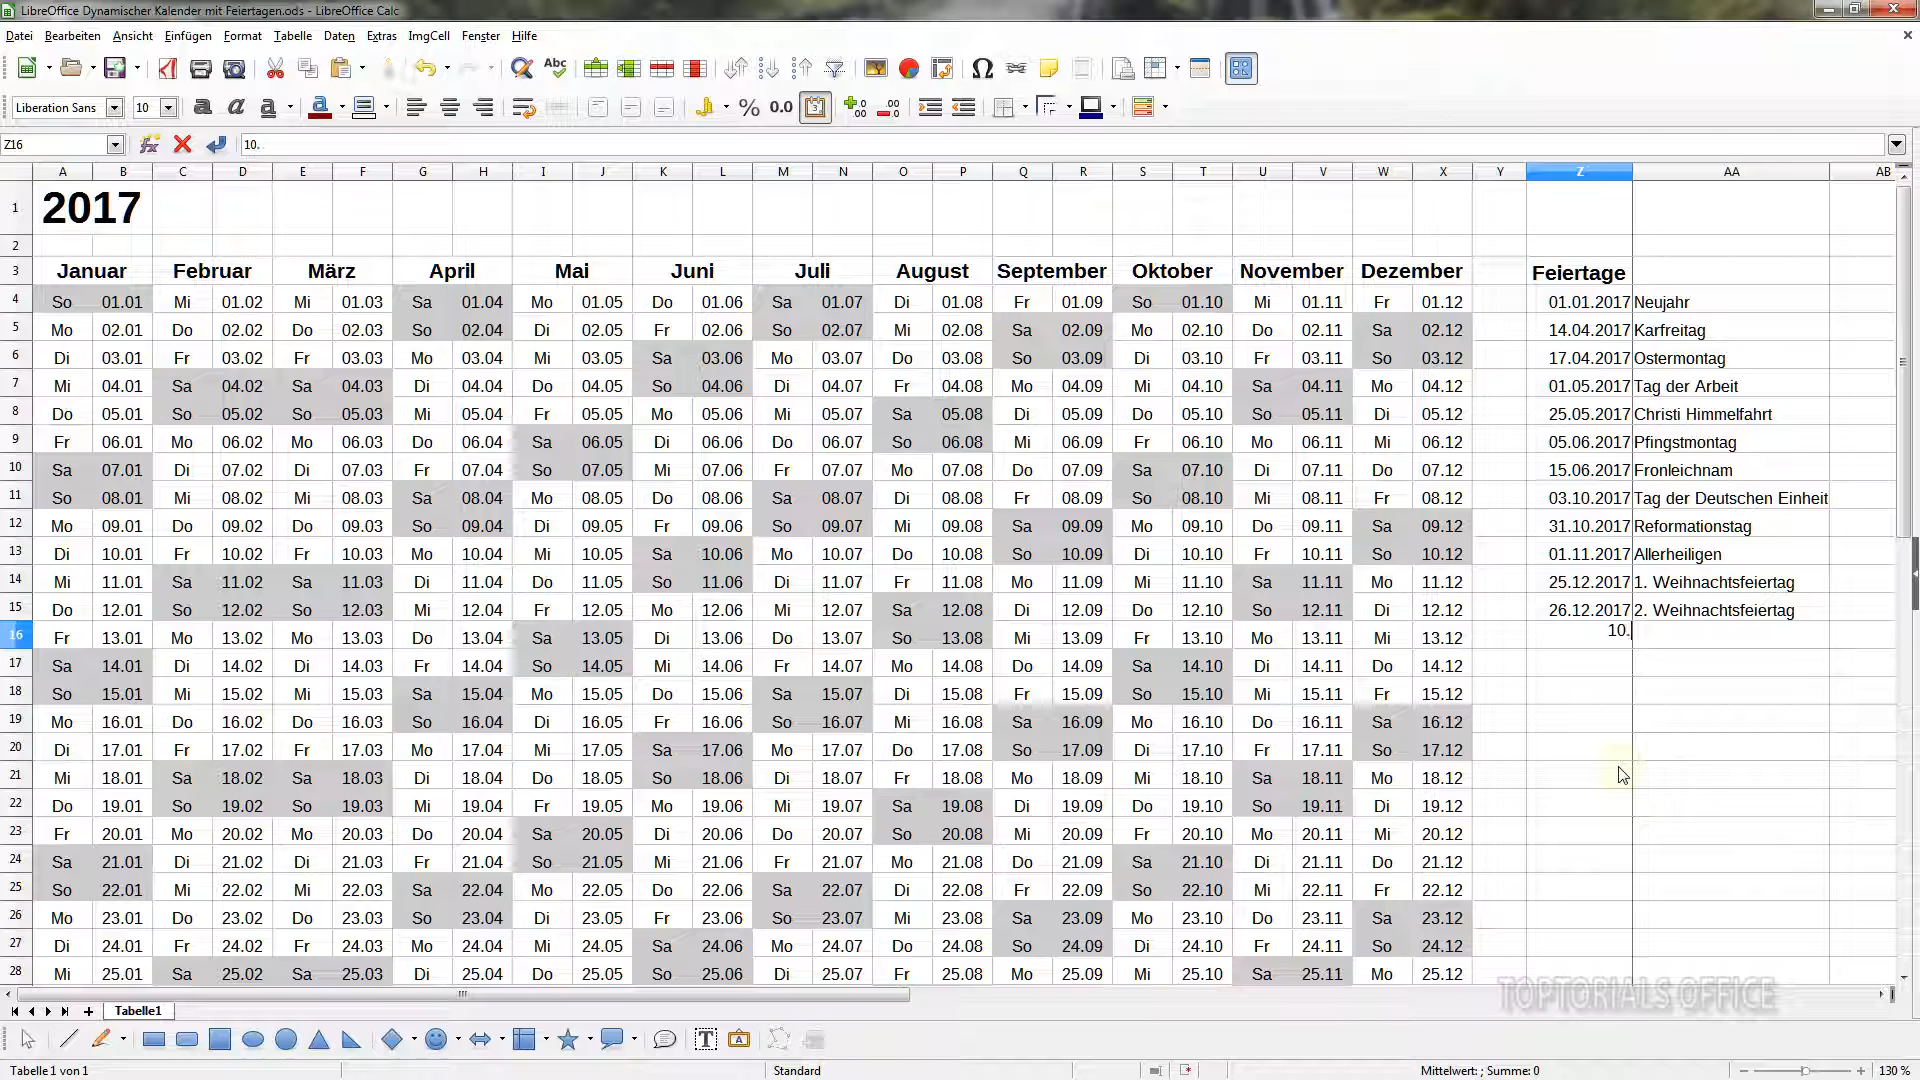 LibreOffice Dynamischer Kalender mit Feiertagen.ods - LibreOffice Calc
Datei Bearbeiten Ansicht Einfügen Format Tabelle Daten Extras ImgCell Fenster Hilfe
Liberation Sans 10
Z16 10.
A B C D E F G H I J K L M N O P Q R S T U V W X Y Z AA AB
1 2017
2
3 Januar Februar März April Mai Juni Juli August September Oktober November Dezember Feiertage
4 So 01.01 Mi 01.02 Mi 01.03 Sa 01.04 Mo 01.05 Do 01.06 Sa 01.07 Di 01.08 Fr 01.09 So 01.10 Mi 01.11 Fr 01.12 01.01.2017 Neujahr
5 Mo 02.01 Do 02.02 Do 02.03 So 02.04 Di 02.05 Fr 02.06 So 02.07 Mi 02.08 Sa 02.09 Mo 02.10 Do 02.11 Sa 02.12 14.04.2017 Karfreitag
6 Di 03.01 Fr 03.02 Fr 03.03 Mo 03.04 Mi 03.05 Sa 03.06 Mo 03.07 Do 03.08 So 03.09 Di 03.10 Fr 03.11 So 03.12 17.04.2017 Ostermontag
7 Mi 04.01 Sa 04.02 Sa 04.03 Di 04.04 Do 04.05 So 04.06 Di 04.07 Fr 04.08 Mo 04.09 Mi 04.10 Sa 04.11 Mo 04.12 01.05.2017 Tag der Arbeit
8 Do 05.01 So 05.02 So 05.03 Mi 05.04 Fr 05.05 Mo 05.06 Mi 05.07 Sa 05.08 Di 05.09 Do 05.10 So 05.11 Di 05.12 25.05.2017 Christi Himmelfahrt
9 Fr 06.01 Mo 06.02 Mo 06.03 Do 06.04 Sa 06.05 Di 06.06 Do 06.07 So 06.08 Mi 06.09 Fr 06.10 Mo 06.11 Mi 06.12 05.06.2017 Pfingstmontag
10 Sa 07.01 Di 07.02 Di 07.03 Fr 07.04 So 07.05 Mi 07.06 Fr 07.07 Mo 07.08 Do 07.09 Sa 07.10 Di 07.11 Do 07.12 15.06.2017 Fronleichnam
11 So 08.01 Mi 08.02 Mi 08.03 Sa 08.04 Mo 08.05 Do 08.06 Sa 08.07 Di 08.08 Fr 08.09 So 08.10 Mi 08.11 Fr 08.12 03.10.2017 Tag der Deutschen Einheit
12 Mo 09.01 Do 09.02 Do 09.03 So 09.04 Di 09.05 Fr 09.06 So 09.07 Mi 09.08 Sa 09.09 Mo 09.10 Do 09.11 Sa 09.12 31.10.2017 Reformationstag
13 Di 10.01 Fr 10.02 Fr 10.03 Mo 10.04 Mi 10.05 Sa 10.06 Mo 10.07 Do 10.08 So 10.09 Di 10.10 Fr 10.11 So 10.12 01.11.2017 Allerheiligen
14 Mi 11.01 Sa 11.02 Sa 11.03 Di 11.04 Do 11.05 So 11.06 Di 11.07 Fr 11.08 Mo 11.09 Mi 11.10 Sa 11.11 Mo 11.12 25.12.2017 1. Weihnachtsfeiertag
15 Do 12.01 So 12.02 So 12.03 Mi 12.04 Fr 12.05 Mo 12.06 Mi 12.07 Sa 12.08 Di 12.09 Do 12.10 So 12.11 Di 12.12 26.12.2017 2. Weihnachtsfeiertag
16 Fr 13.01 Mo 13.02 Mo 13.03 Do 13.04 Sa 13.05 Di 13.06 Do 13.07 So 13.08 Mi 13.09 Fr 13.10 Mo 13.11 Mi 13.12 10.
17 Sa 14.01 Di 14.02 Di 14.03 Fr 14.04 So 14.05 Mi 14.06 Fr 14.07 Mo 14.08 Do 14.09 Sa 14.10 Di 14.11 Do 14.12
18 So 15.01 Mi 15.02 Mi 15.03 Sa 15.04 Mo 15.05 Do 15.06 Sa 15.07 Di 15.08 Fr 15.09 So 15.10 Mi 15.11 Fr 15.12
19 Mo 16.01 Do 16.02 Do 16.03 So 16.04 Di 16.05 Fr 16.06 So 16.07 Mi 16.08 Sa 16.09 Mo 16.10 Do 16.11 Sa 16.12
20 Di 17.01 Fr 17.02 Fr 17.03 Mo 17.04 Mi 17.05 Sa 17.06 Mo 17.07 Do 17.08 So 17.09 Di 17.10 Fr 17.11 So 17.12
21 Mi 18.01 Sa 18.02 Sa 18.03 Di 18.04 Do 18.05 So 18.06 Di 18.07 Fr 18.08 Mo 18.09 Mi 18.10 Sa 18.11 Mo 18.12
22 Do 19.01 So 19.02 So 19.03 Mi 19.04 Fr 19.05 Mo 19.06 Mi 19.07 Sa 19.08 Di 19.09 Do 19.10 So 19.11 Di 19.12
23 Fr 20.01 Mo 20.02 Mo 20.03 Do 20.04 Sa 20.05 Di 20.06 Do 20.07 So 20.08 Mi 20.09 Fr 20.10 Mo 20.11 Mi 20.12
24 Sa 21.01 Di 21.02 Di 21.03 Fr 21.04 So 21.05 Mi 21.06 Fr 21.07 Mo 21.08 Do 21.09 Sa 21.10 Di 21.11 Do 21.12
25 So 22.01 Mi 22.02 Mi 22.03 Sa 22.04 Mo 22.05 Do 22.06 Sa 22.07 Di 22.08 Fr 22.09 So 22.10 Mi 22.11 Fr 22.12
26 Mo 23.01 Do 23.02 Do 23.03 So 23.04 Di 23.05 Fr 23.06 So 23.07 Mi 23.08 Sa 23.09 Mo 23.10 Do 23.11 Sa 23.12
27 Di 24.01 Fr 24.02 Fr 24.03 Mo 24.04 Mi 24.05 Sa 24.06 Mo 24.07 Do 24.08 So 24.09 Di 24.10 Fr 24.11 So 24.12
28 Mi 25.01 Sa 25.02 Sa 25.03 Di 25.04 Do 25.05 So 25.06 Di 25.07 Fr 25.08 Mo 25.09 Mi 25.10 Sa 25.11 Mo 25.12
TOPTORIALS OFFICE
Tabelle1
Tabelle 1 von 1 Standard Mittelwert: ; Summe: 0 130 %